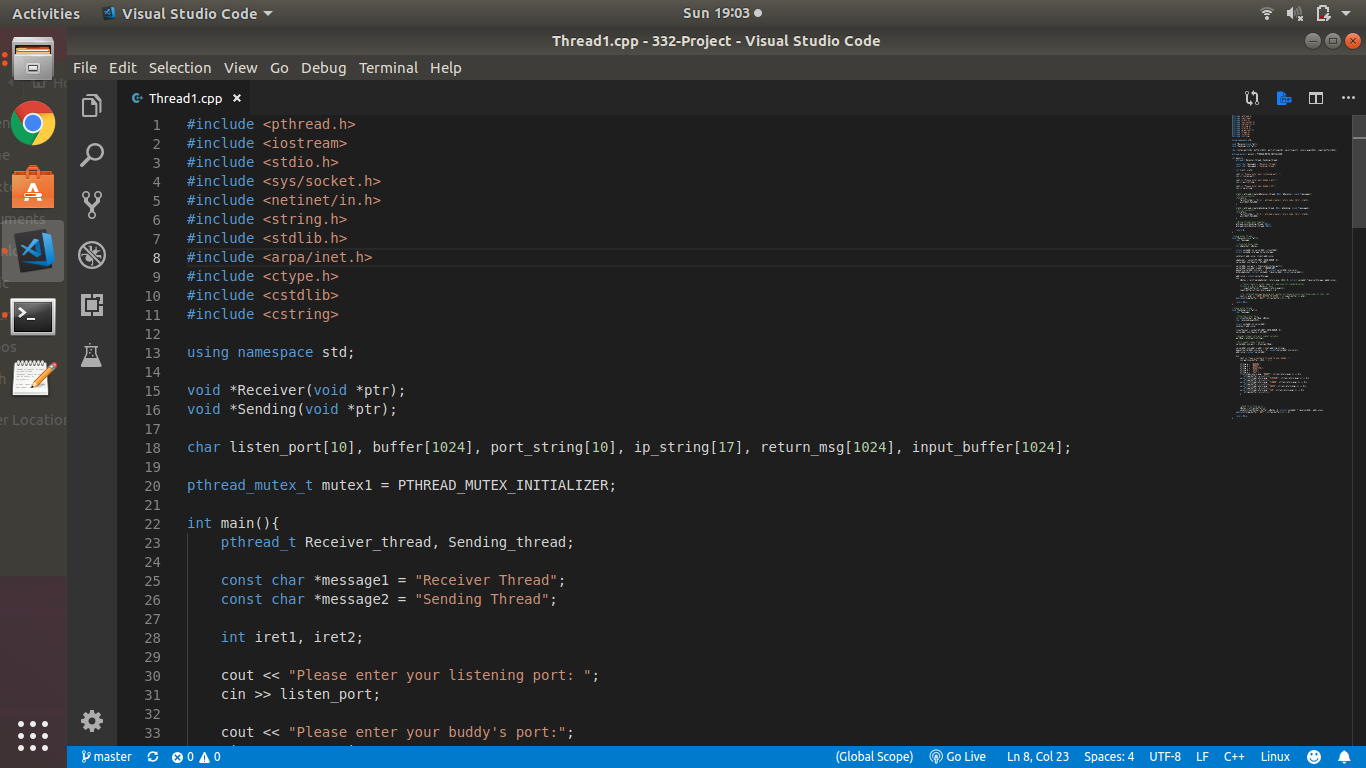 Activities
Visual Studio Code
Sun 19:03
Thread1.cpp - 332-Project - Visual Studio Code
File Edit Selection View Go Debug Terminal Help
Thread1.cpp
1 #include <pthread.h>
2 #include <iostream>
3 #include <stdio.h>
4 #include <sys/socket.h>
5 #include <netinet/in.h>
6 #include <string.h>
7 #include <stdlib.h>
8 #include <arpa/inet.h>
9 #include <ctype.h>
10 #include <cstdlib>
11 #include <cstring>
12
13 using namespace std;
14
15 void *Receiver(void *ptr);
16 void *Sending(void *ptr);
17
18 char listen_port[10], buffer[1024], port_string[10], ip_string[17], return_msg[1024], input_buffer[1024];
19
20 pthread_mutex_t mutex1 = PTHREAD_MUTEX_INITIALIZER;
21
22 int main(){
23 pthread_t Receiver_thread, Sending_thread;
24
25 const char *message1 = "Receiver Thread";
26 const char *message2 = "Sending Thread";
27
28 int iret1, iret2;
29
30 cout << "Please enter your listening port: ";
31 cin >> listen_port;
32
33 cout << "Please enter your buddy's port:";
master 0 0 (Global Scope) Go Live Ln 8, Col 23 Spaces: 4 UTF-8 LF C++ Linux